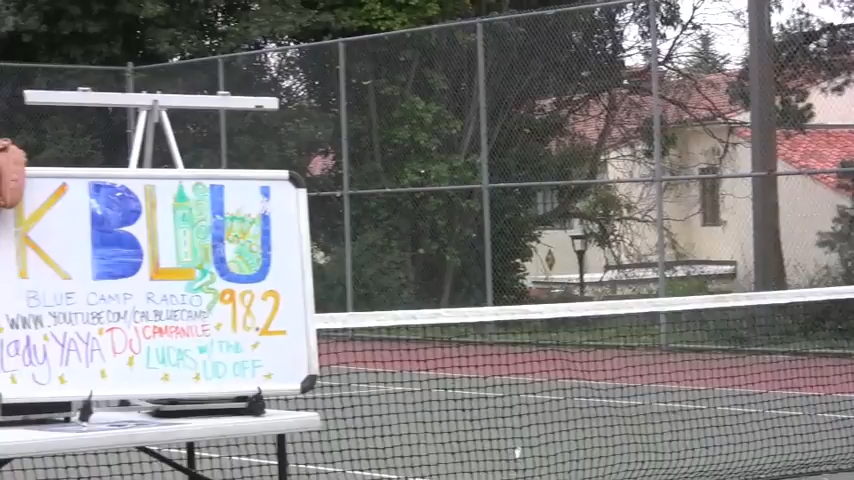 KBLU
BLUE CAMP RADIO 98.2
WWW.YOUTUBE.COM/CALBLUECAMP
Lady YAYA DJ CAMPANILE
LUCAS w/ THE LID OFF